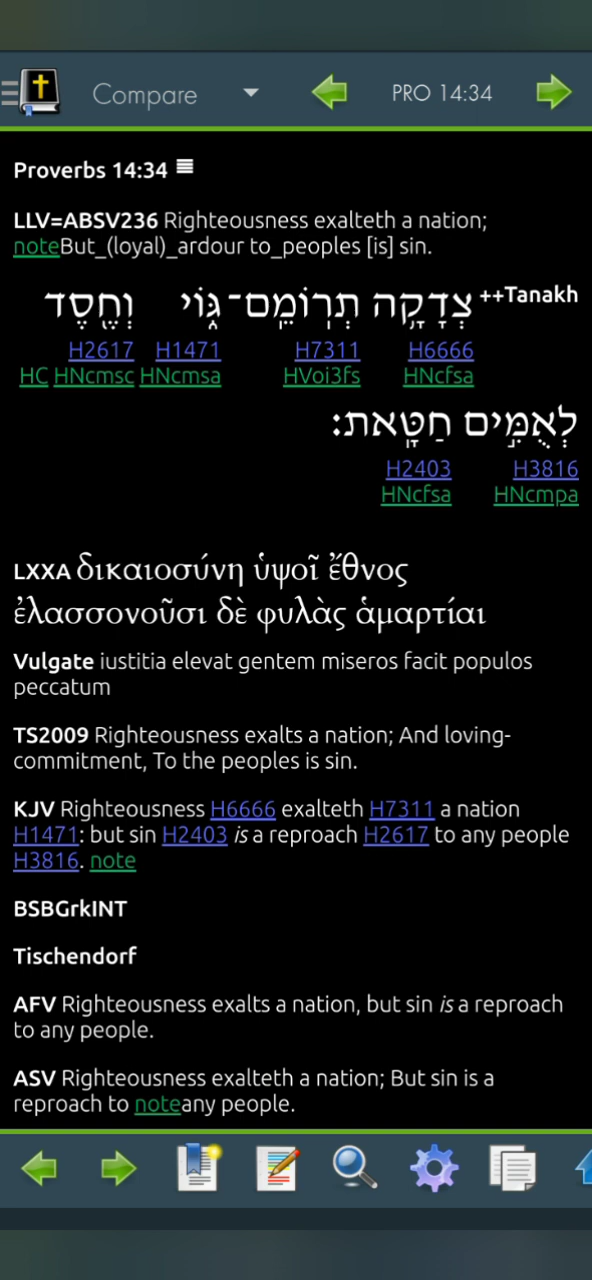 Compare
PRO 14:34
Proverbs 14:34
LLV=ABSV236 Righteousness exalteth a nation;
noteBut_(loyal)_ardour to_peoples [is] sin.
++Tanakh צְדָקָ֥ה תְרֽוֹמֵֽם־ גּ֑וֹי וְחֶ֖סֶד
H6666 H7311 H1471 H2617
HNcfsa HVoi3fs HNcmsa HNcmsc HC
לְאֻמִּ֣ים חַטָּֽאת׃
H3816 H2403
HNcmpa HNcfsa
LXXA δικαιοσύνη ὑψοῖ ἔθνος
ἐλασσονοῦσι δὲ φυλὰς ἁμαρτίαι
Vulgate iustitia elevat gentem miseros facit populos
peccatum
TS2009 Righteousness exalts a nation; And loving-
commitment, To the peoples is sin.
KJV Righteousness H6666 exalteth H7311 a nation
H1471: but sin H2403 is a reproach H2617 to any people
H3816. note
BSBGrkINT
Tischendorf
AFV Righteousness exalts a nation, but sin is a reproach
to any people.
ASV Righteousness exalteth a nation; But sin is a
reproach to noteany people.